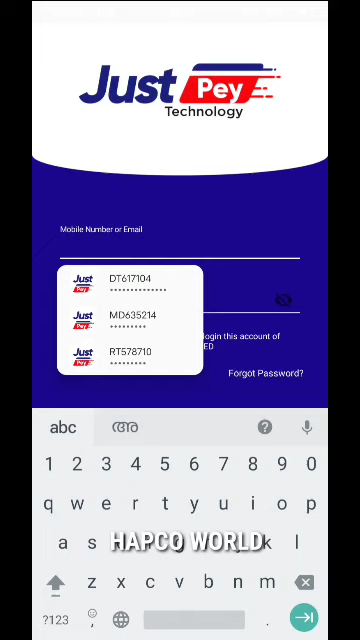 Just Pey
Technology
Mobile Number or Email
Just Pey DT617104
••••••••••••••
Just Pey MD635214
•••••••••
Just Pey RT578710
•••••••••
login this account of
ED
Forgot Password?
abc
അ
1 2 3 4 5 6 7 8 9 0
q w e r t y u i o p
a s k l
HAPCO WORLD
z x c v b n m
?123 , .